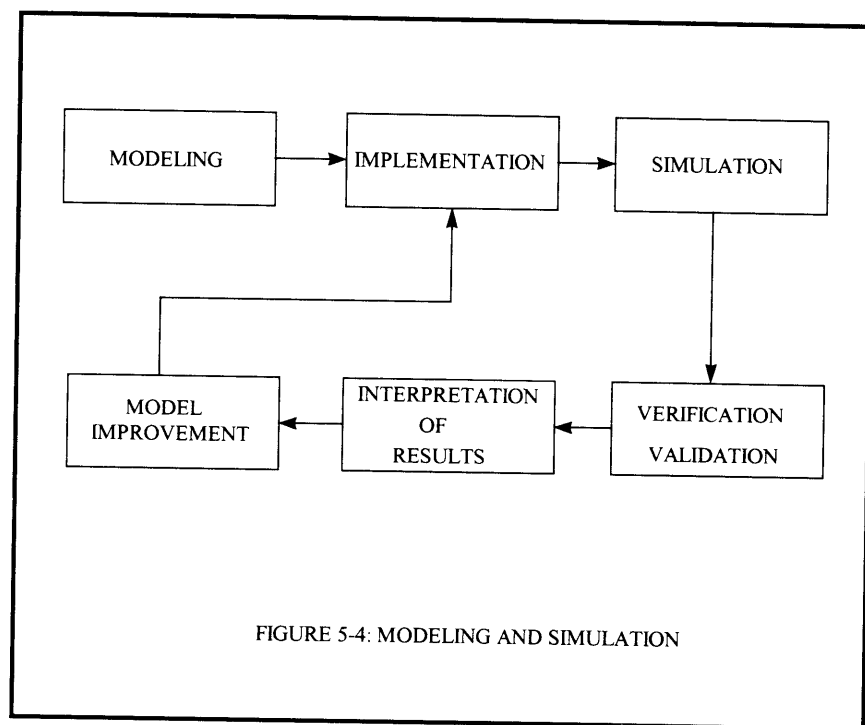 MODELING
IMPLEMENTATION
SIMULATION
MODEL
IMPROVEMENT
INTERPRETATION
OF
RESULTS
VERIFICATION
VALIDATION
FIGURE 5-4: MODELING AND SIMULATION